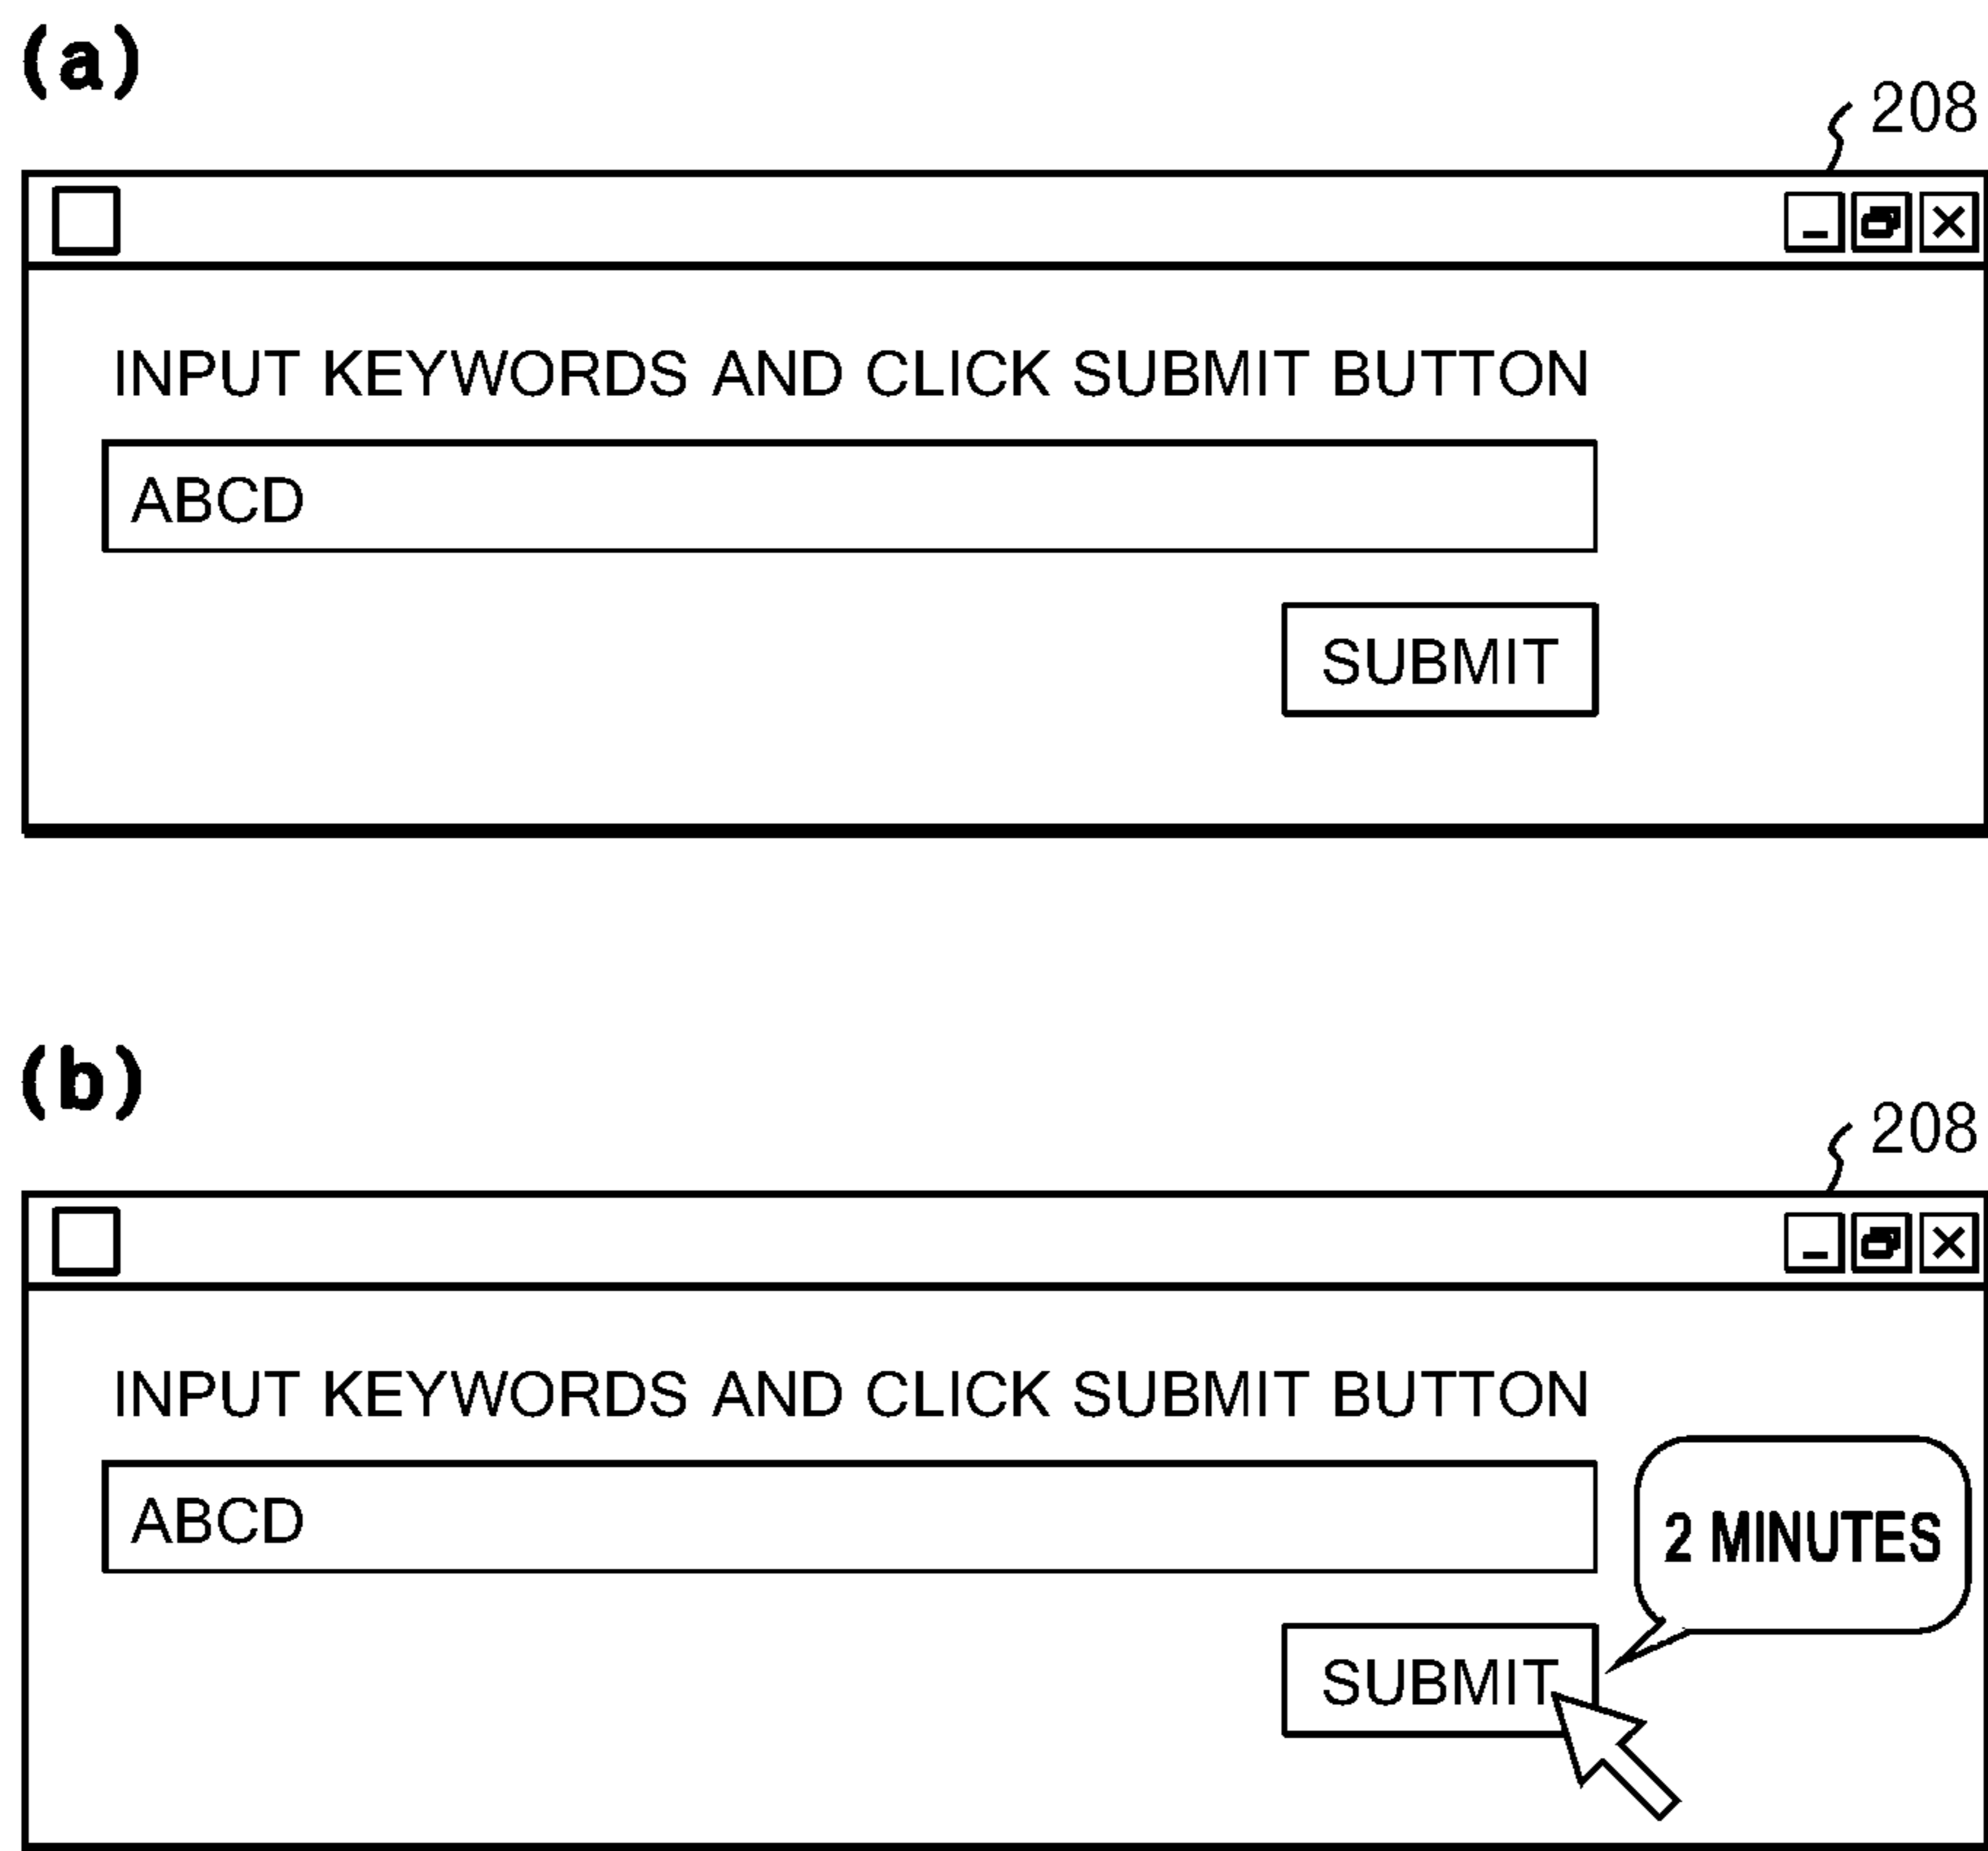 (a)
208
INPUT KEYWORDS AND CLICK SUBMIT BUTTON
ABCD
SUBMIT
(b)
208
INPUT KEYWORDS AND CLICK SUBMIT BUTTON
ABCD
2 MINUTES
SUBMIT